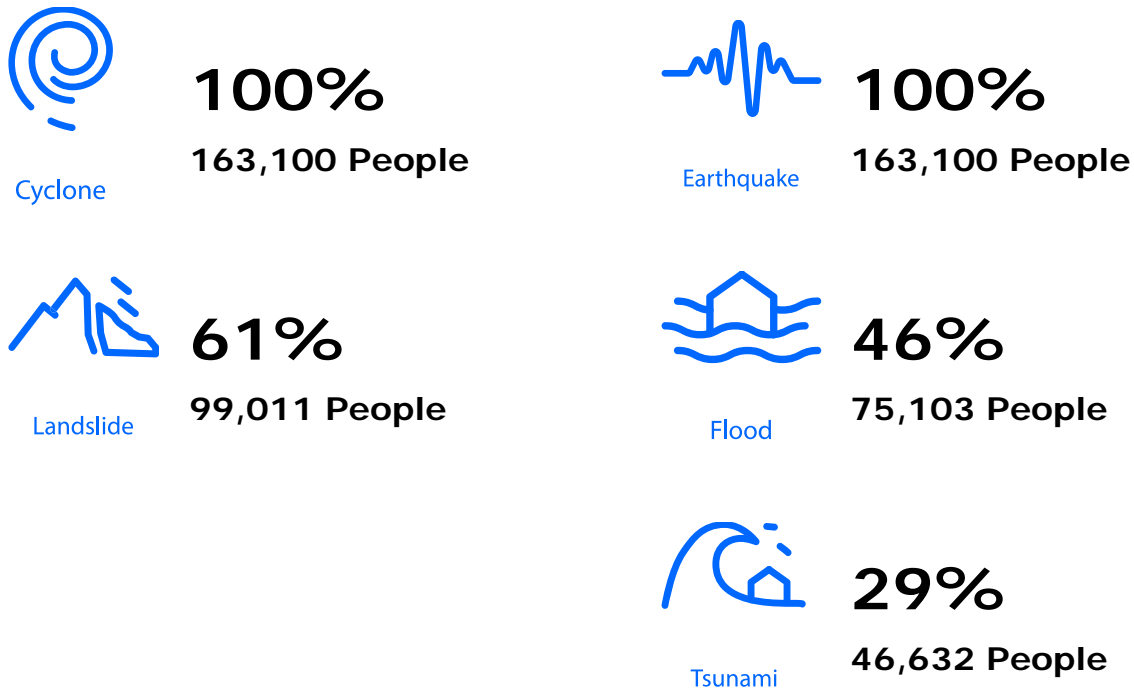 100%
163,100 People
Cyclone
100%
163,100 People
Earthquake
61%
99,011 People
Landslide
46%
75,103 People
Flood
29%
46,632 People
Tsunami